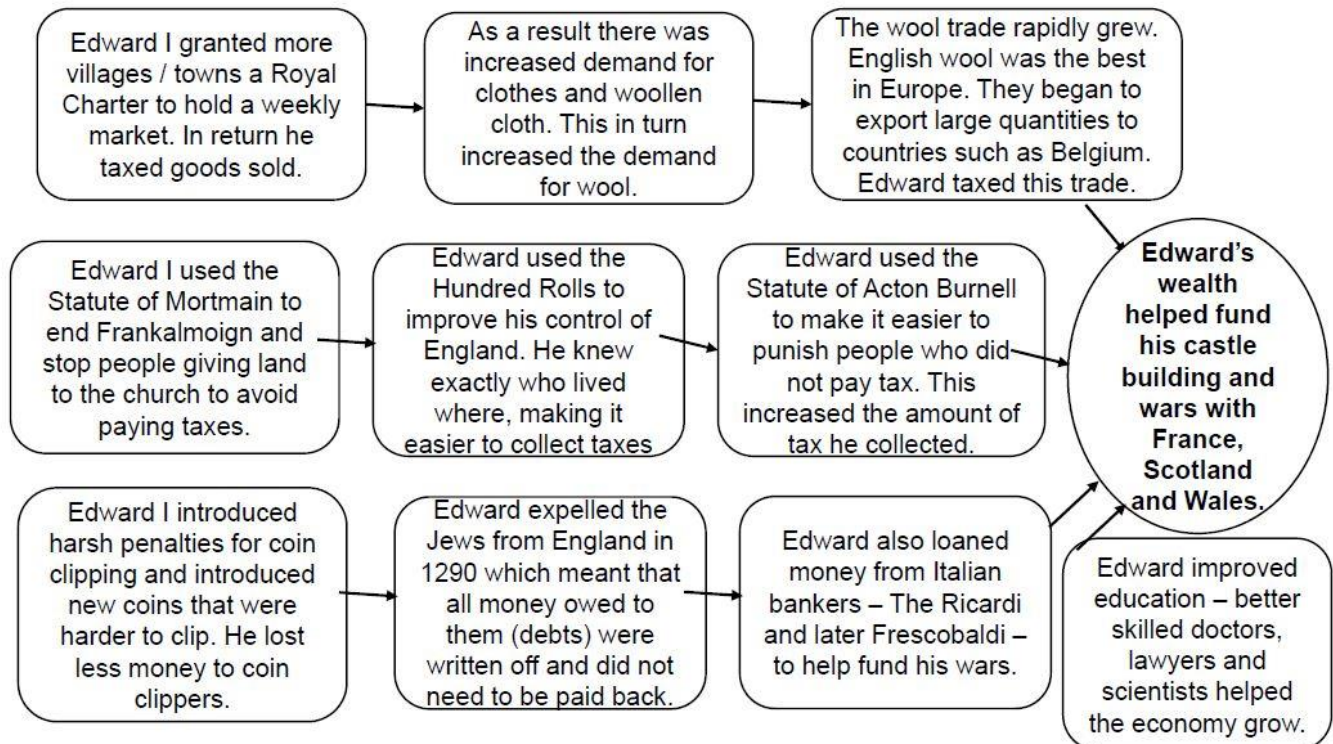 Edward I granted more
villages / towns a Royal
Charter to hold a weekly
market. In return he
taxed goods sold.
As a result there was
increased demand for
clothes and woollen
cloth. This in turn
increased the demand
for wool.
The wool trade rapidly grew.
English wool was the best
in Europe. They began to
export large quantities to
countries such as Belgium.
Edward taxed this trade.
Edward I used the
Statute of Mortmain to
end Frankalmoign and
stop people giving land
to the church to avoid
paying taxes.
Edward used the
Hundred Rolls to
improve his control of
England. He knew
exactly who lived
where, making it
easier to collect taxes
Edward used the
Statute of Acton Burnell
to make it easier to
punish people who did
not pay tax. This
increased the amount of
tax he collected.
Edward’s
wealth
helped fund
his castle
building and
wars with
France,
Scotland
and Wales.
Edward I introduced
harsh penalties for coin
clipping and introduced
new coins that were
harder to clip. He lost
less money to coin
clippers.
Edward expelled the
Jews from England in
1290 which meant that
all money owed to
them (debts) were
written off and did not
need to be paid back.
Edward also loaned
money from Italian
bankers – The Ricardi
and later Frescobaldi –
to help fund his wars.
Edward improved
education – better
skilled doctors,
lawyers and
scientists helped
the economy grow.